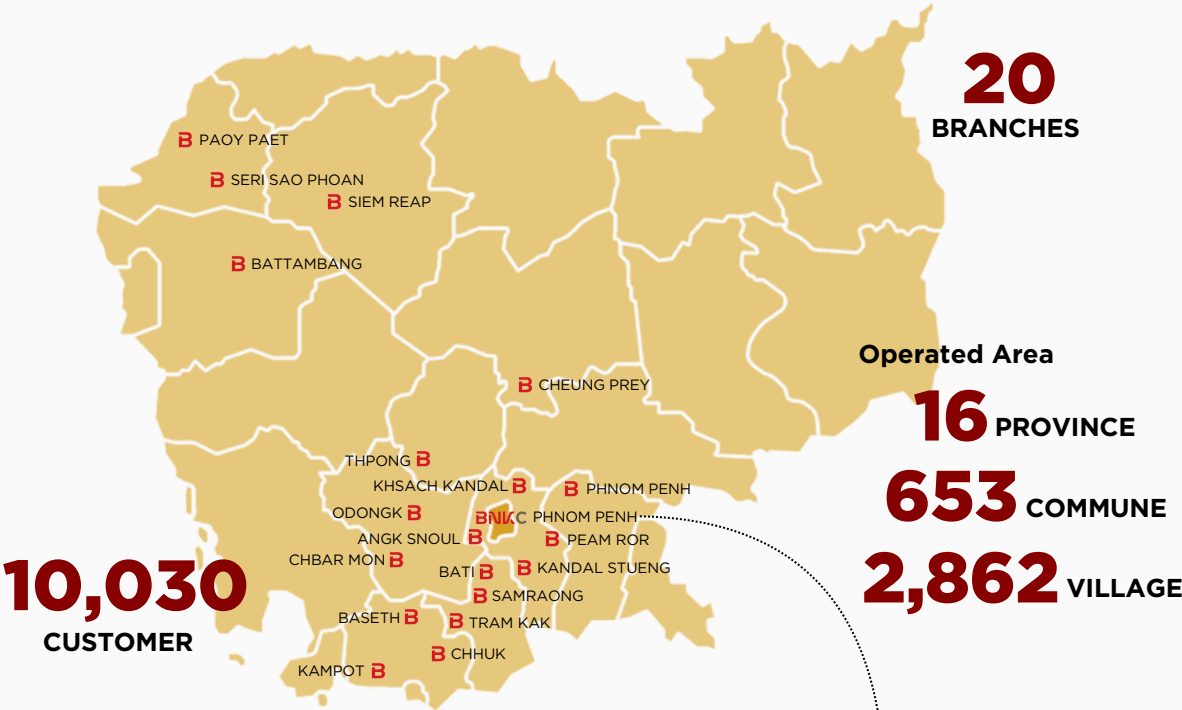 20
BRANCHES
B PAOY PAET
B SERI SAO PHOAN
B SIEM REAP
B BATTAMBANG
Operated Area
B CHEUNG PREY
16 PROVINCE
THPONG B
KHSACH KANDAL B
B PHNOM PENH
653 COMMUNE
ODONGK B
BNKC PHNOM PENH
ANGK SNOUL B
B PEAM ROR
CHBAR MON B
BATI B
B KANDAL STUENG
2,862 VILLAGE
10,030
CUSTOMER
B SAMRAONG
BASETH B
B TRAM KAK
B CHHUK
KAMPOT B